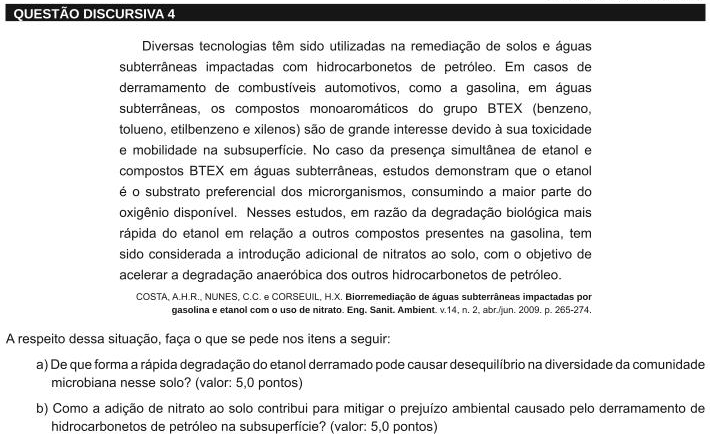 QUESTÃO DISCURSIVA 4
Diversas tecnologias têm sido utilizadas na remediação de solos e águas
subterrâneas impactadas com hidrocarbonetos de petróleo. Em casos de
derramamento de combustíveis automotivos, como a gasolina, em águas
subterrâneas, os compostos monoaromáticos do grupo BTEX (benzeno,
tolueno, etilbenzeno e xilenos) são de grande interesse devido à sua toxicidade
e mobilidade na subsuperfície. No caso da presença simultânea de etanol e
compostos BTEX em águas subterrâneas, estudos demonstram que o etanol
é o substrato preferencial dos microrganismos, consumindo a maior parte do
oxigênio disponível. Nesses estudos, em razão da degradação biológica mais
rápida do etanol em relação a outros compostos presentes na gasolina, tem
sido considerada a introdução adicional de nitratos ao solo, com o objetivo de
acelerar a degradação anaeróbica dos outros hidrocarbonetos de petróleo.
COSTA, A.H.R., NUNES, C.C. e CORSEUIL, H.X. Biorremediação de águas subterrâneas impactadas por
gasolina e etanol com o uso de nitrato. Eng. Sanit. Ambient. v.14, n. 2, abr./jun. 2009. p. 265-274.
A respeito dessa situação, faça o que se pede nos itens a seguir:
a) De que forma a rápida degradação do etanol derramado pode causar desequilíbrio na diversidade da comunidade
microbiana nesse solo? (valor: 5,0 pontos)
b) Como a adição de nitrato ao solo contribui para mitigar o prejuízo ambiental causado pelo derramamento de
hidrocarbonetos de petróleo na subsuperfície? (valor: 5,0 pontos)